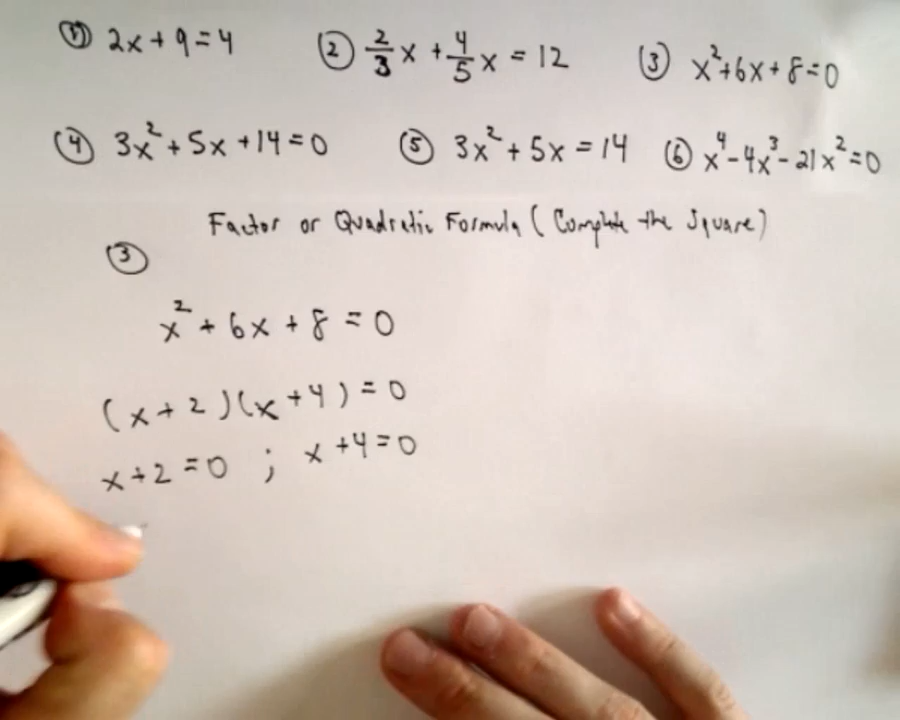 ① 2x + 9 = 4 ② 2/3 x + 4/5 x = 12 ③ x² + 6x + 8 = 0
④ 3x² + 5x + 14 = 0 ⑤ 3x² + 5x = 14 ⑥ x⁴ - 4x³ - 21x² = 0
Factor or Quadratic Formula (Complete the Square)
③
x² + 6x + 8 = 0
(x + 2)(x + 4) = 0
x + 2 = 0 ; x + 4 = 0